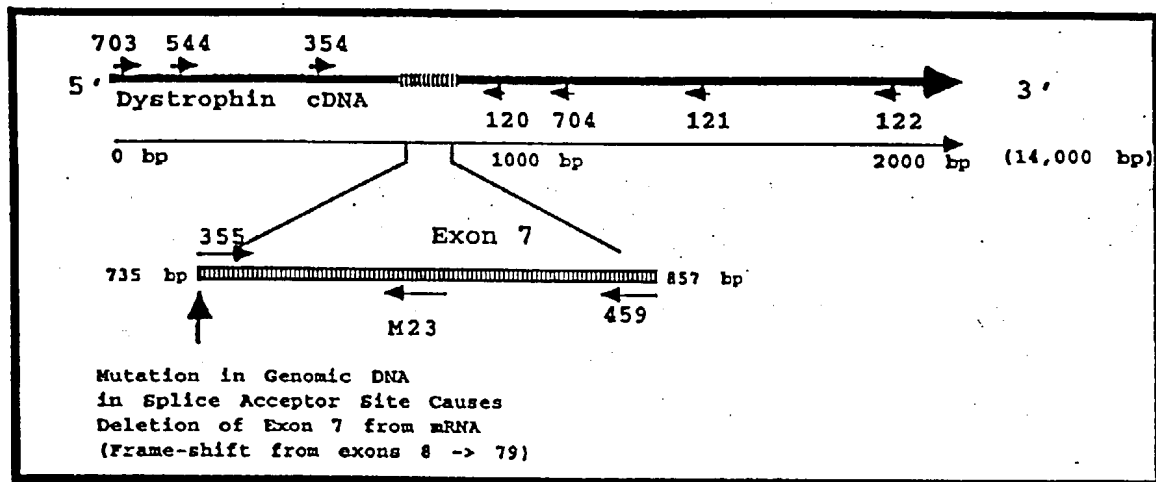 703 544 354
5' 3'
Dystrophin cDNA
120 704 121 122
0 bp 1000 bp 2000 bp (14,000 bp)
355 Exon 7
735 bp 857 bp
M23 459
Mutation in Genomic DNA
in Splice Acceptor Site Causes
Deletion of Exon 7 from mRNA
(Frame-shift from exons 8 -> 79)